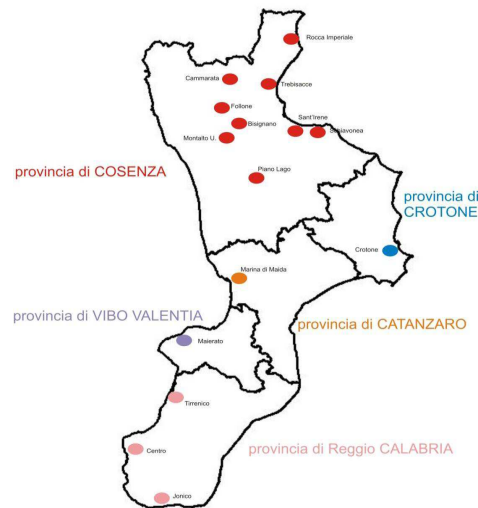 Rocca Imperiale
Cammarata
Trebisacce
Follone
Sant'Irene
Bisignano
Schiavonea
Montalto U.
provincia di COSENZA
Piano Lago
provincia di
CROTONE
Crotone
Marina di Maida
provincia di VIBO VALENTIA
provincia di CATANZARO
Maierato
Tirrenico
provincia di Reggio CALABRIA
Centro
Jonico